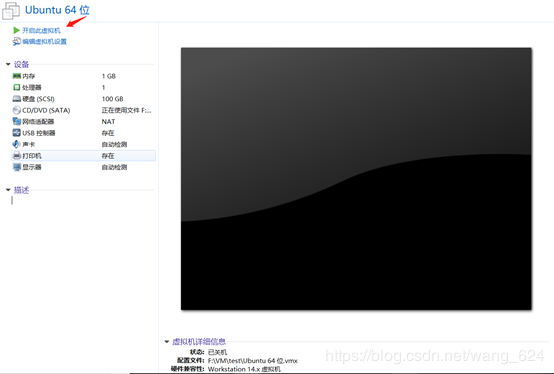 Ubuntu 64 位
开启此虚拟机
编辑虚拟机设置
设备
内存 1 GB
处理器 1
硬盘 (SCSI) 100 GB
CD/DVD (SATA) 正在使用文件 F:...
网络适配器 NAT
USB 控制器 存在
声卡 自动检测
打印机 存在
显示器 自动检测
描述
虚拟机详细信息
状态: 已关机
配置文件: F:\VM\test\Ubuntu 64 位.vmx
硬件兼容性: Workstation 14.x 虚拟机
https://blog.csdn.net/wang_624